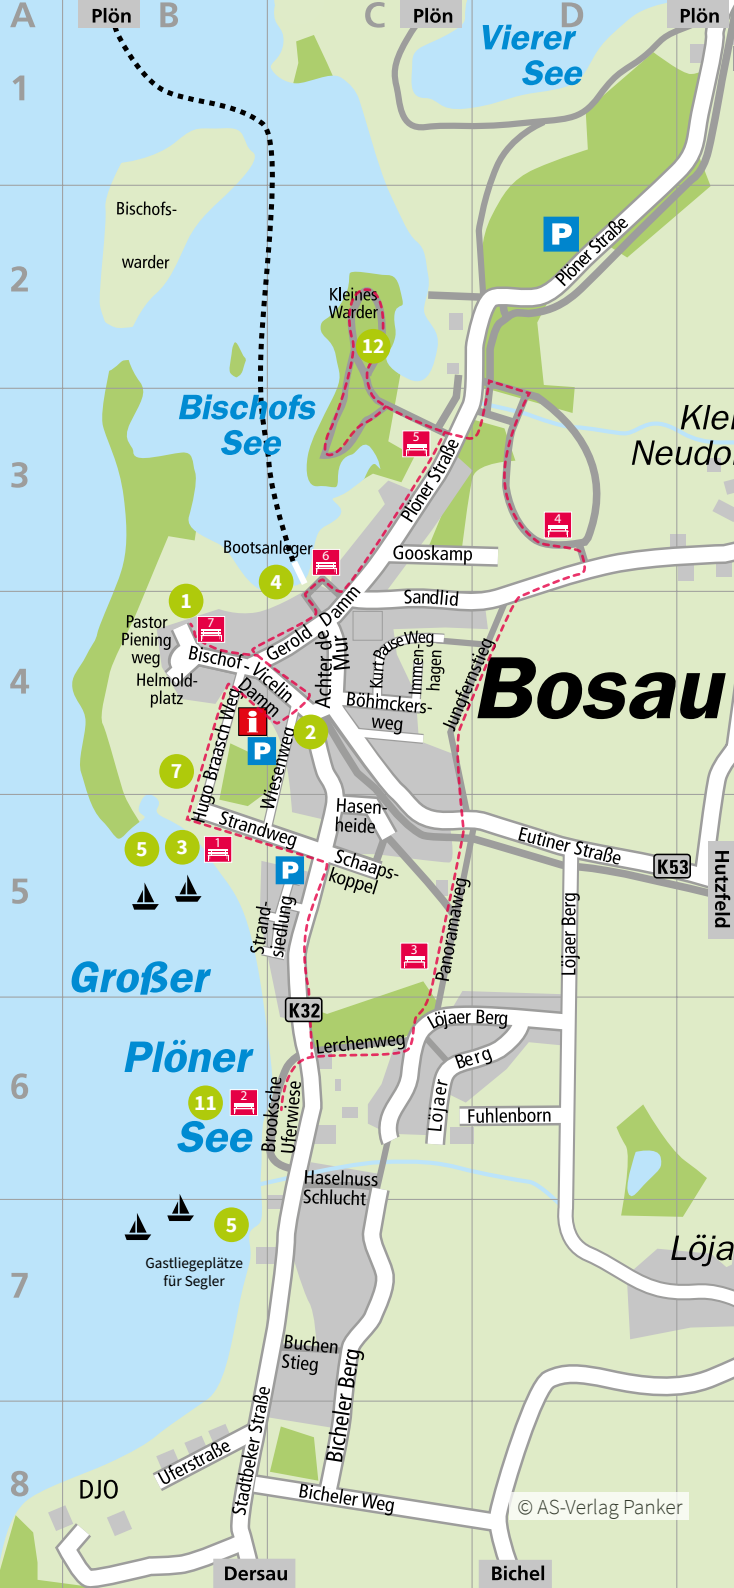 A
Plön
B
C
Plön
D
Plön
Vierer
See
1
Bischofs-
warder
P
Plöner Straße
2
Kleines
Warder
12
Bischofs
See
Klei
Neudo
5
3
Plöner Straße
4
Bootsanleger
6
Gooskamp
4
1
Sandlid
Pastor
Piening
weg
7
Gerold Damm
Achter de
Mur
Kurt Pause Weg
Immen-
hagen
Bischof - Vicelin
Damm
Helmold-
platz
4
Bosau
Böhmckers-
weg
Jungfernstieg
i
2
P
7
Hugo Braasch Weg
Wiesenweg
Hasen-
heide
Strandweg
Eutiner Straße
5
3
1
Schaaps-
koppel
K53
P
Hutzfeld
5
Strand-
siedlung
Löjaer Berg
Panoramaweg
3
Großer
K32
Löjaer Berg
Lerchenweg
Plöner
Berg
Löjaer
6
11
2
Brooksche
Uferwiese
Fuhlenborn
See
Haselnuss
Schlucht
5
Löja
Gastliegeplätze
für Segler
7
Buchen
Stieg
Bicheler Berg
Stadtbeker Straße
Uferstraße
8
DJO
Bicheler Weg
© AS-Verlag Panker
Dersau
Bichel